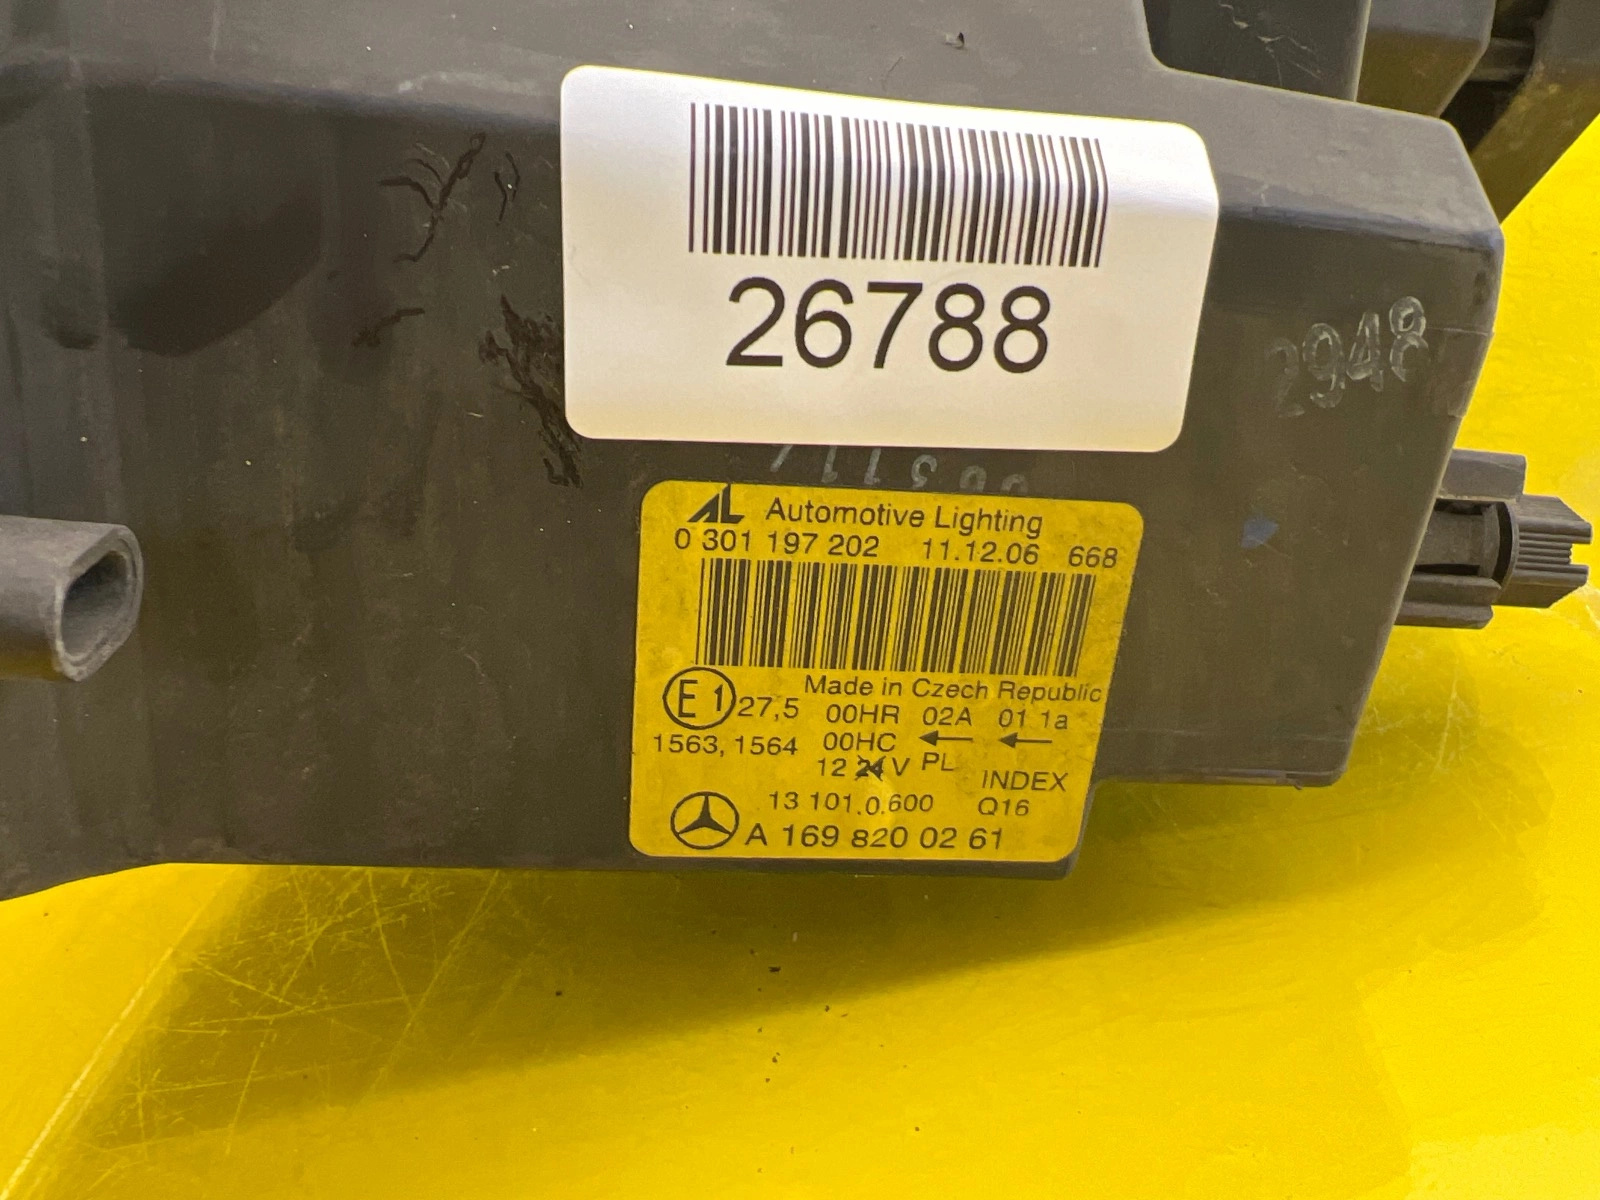 26788
2948
AL Automotive Lighting
0 301 197 202 11.12.06 668
Made in Czech Republic
E1 27,5 00HR 02A 01 1a
1563, 1564 00HC ← ←
12 24 V PL INDEX
13 101.0.600 Q16
A 169 820 02 61